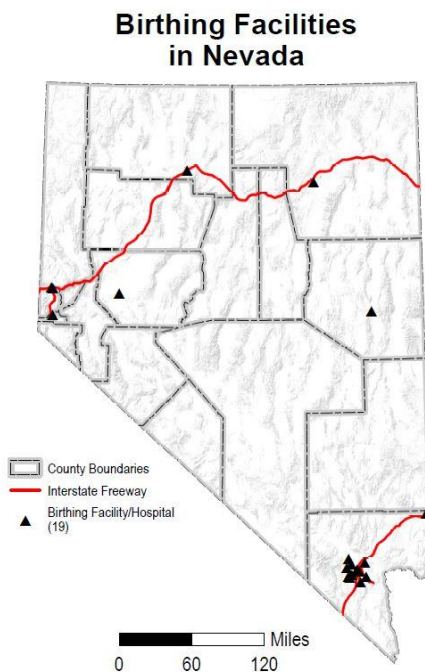 Birthing Facilities
in Nevada
County Boundaries
Interstate Freeway
Birthing Facility/Hospital
(19)
Miles
0 60 120